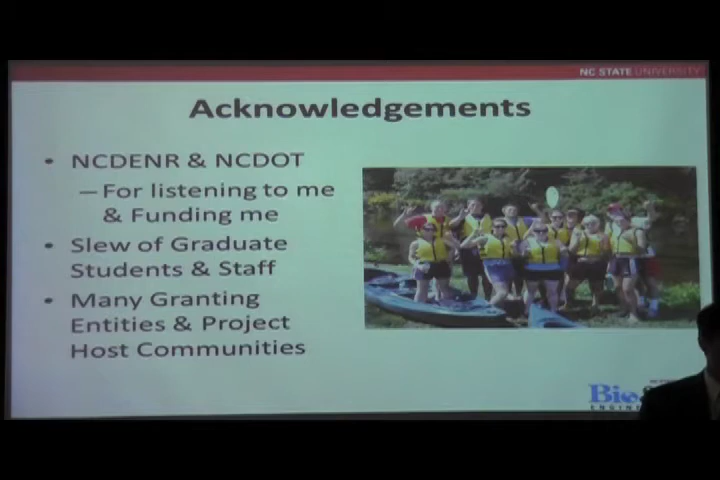 NC STATE UNIVERSITY
Acknowledgements
• NCDENR & NCDOT
– For listening to me
& Funding me
• Slew of Graduate
Students & Staff
• Many Granting
Entities & Project
Host Communities